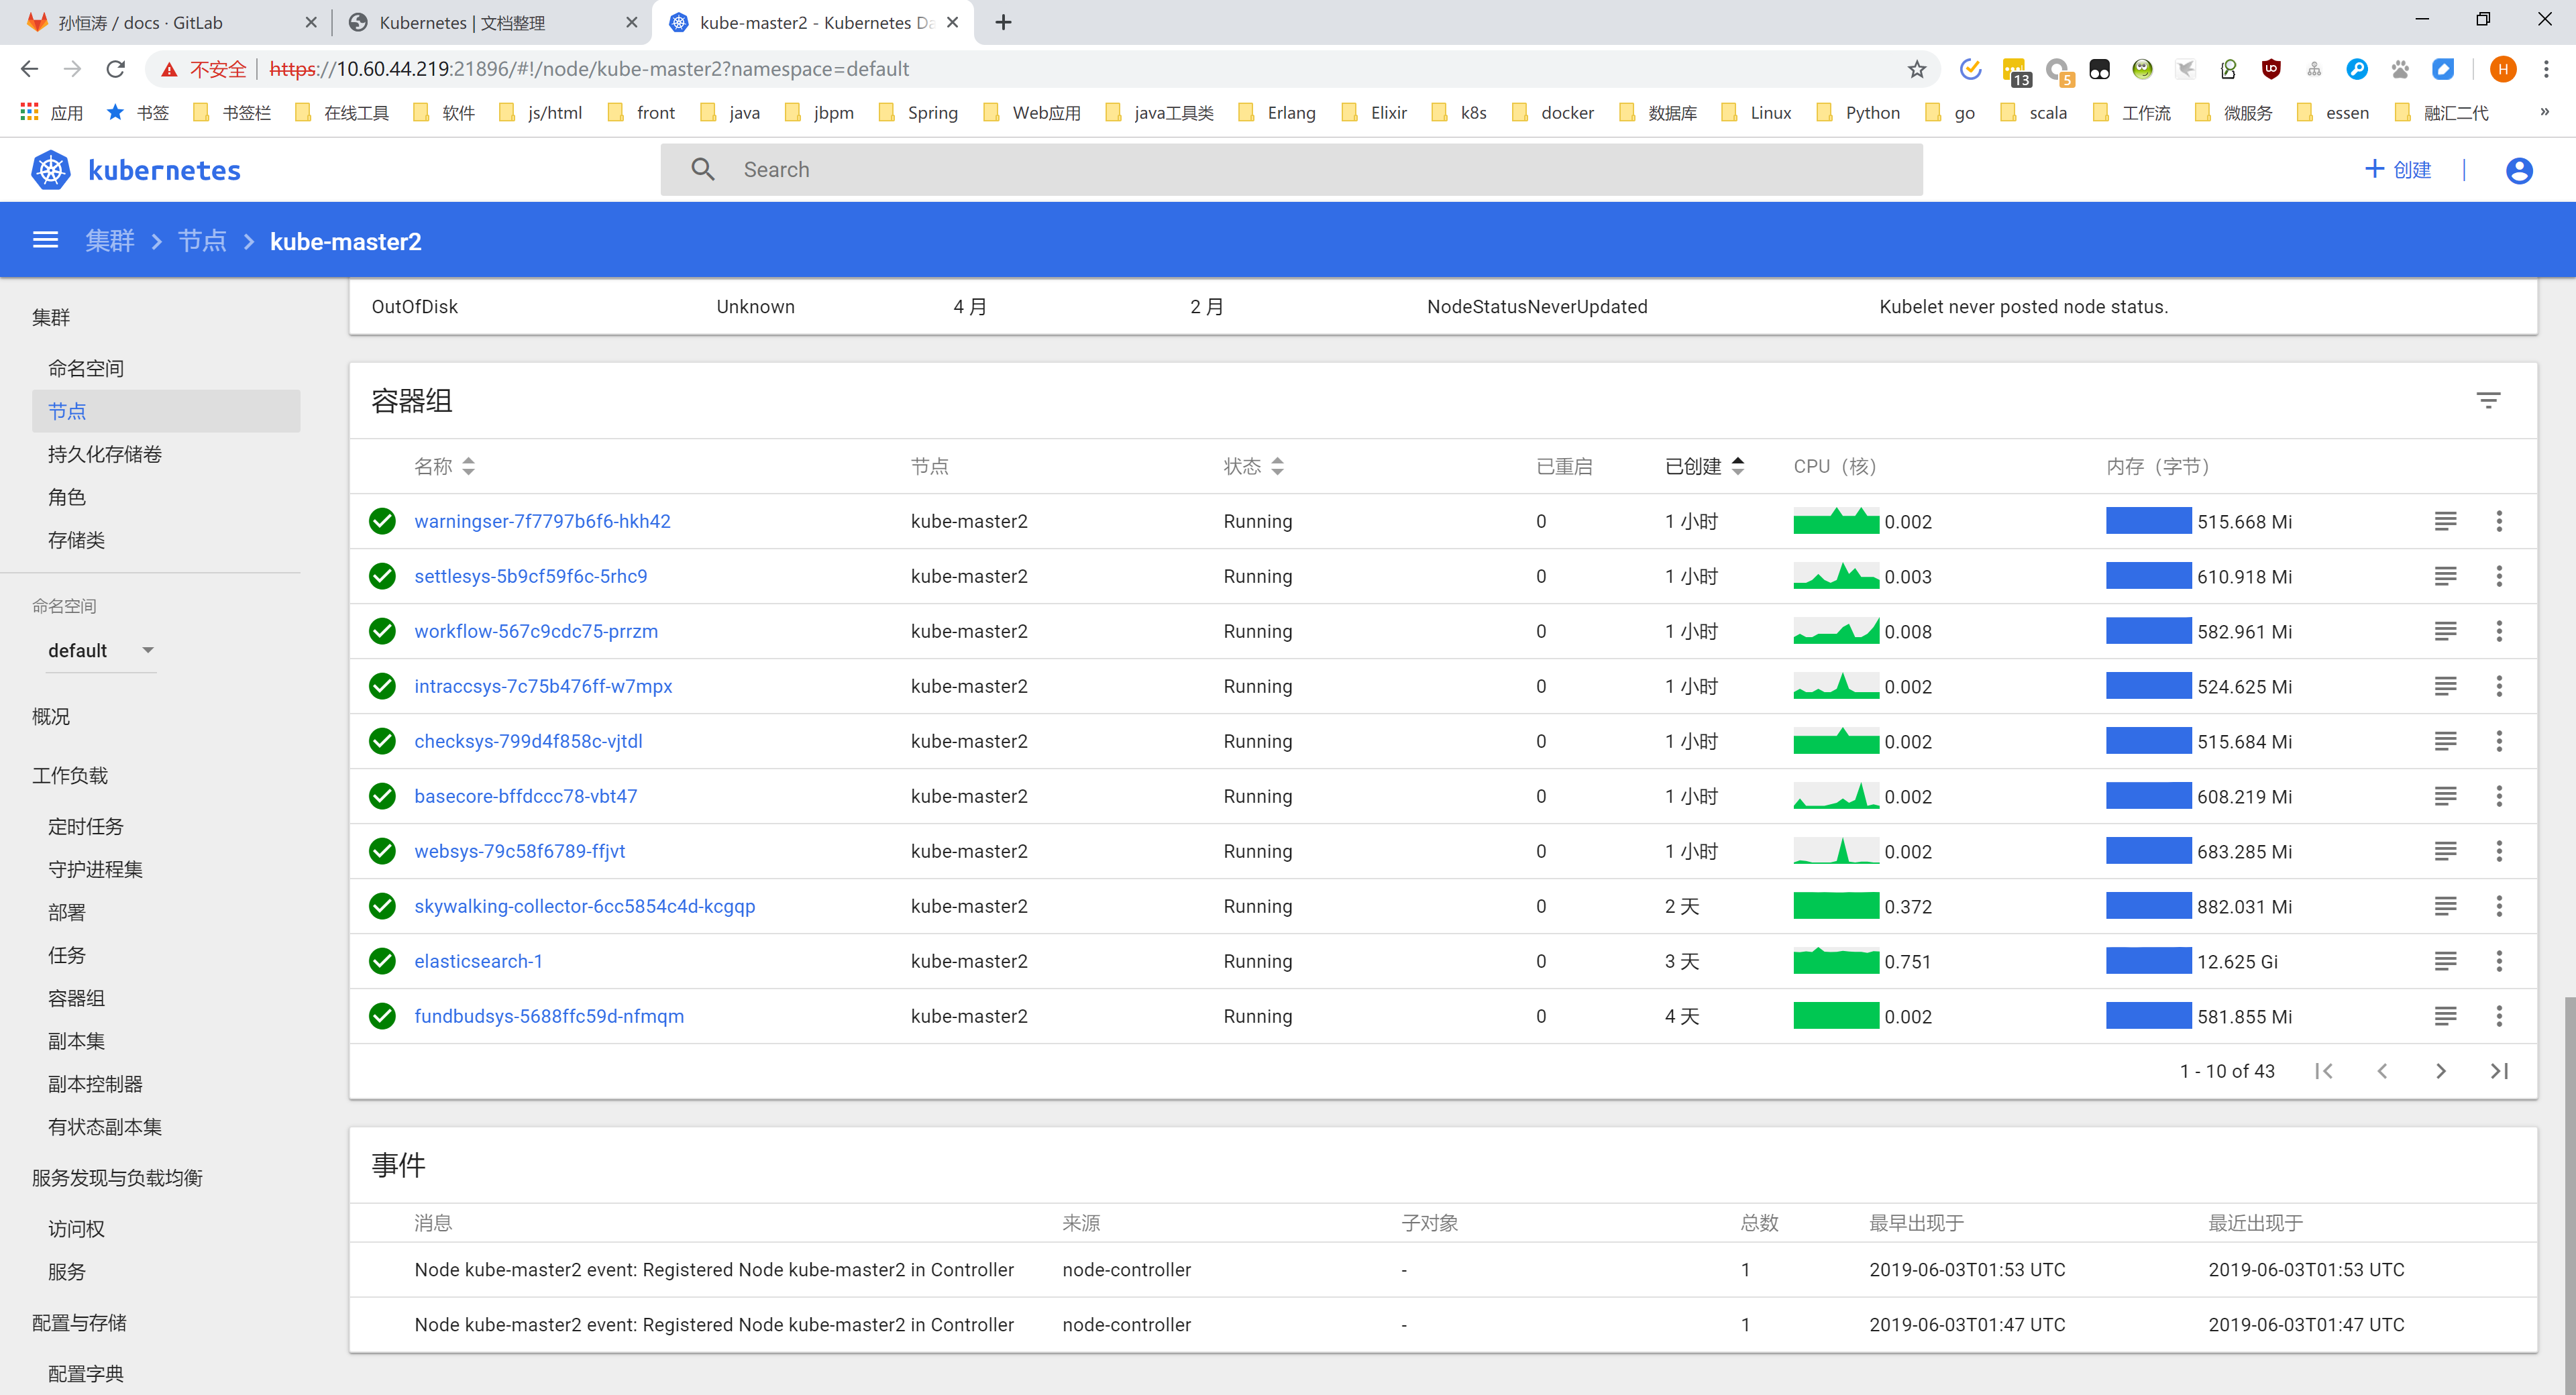 孙恒涛 / docs · GitLab
Kubernetes | 文档整理
kube-master2 - Kubernetes Da
不安全 | https://10.60.44.219:21896/#!/node/kube-master2?namespace=default
13
5
H
应用 书签 书签栏 在线工具 软件 js/html front java jbpm Spring Web应用 java工具类 Erlang Elixir k8s docker 数据库 Linux Python go scala 工作流 微服务 essen 融汇二代 »
kubernetes
Search
创建
集群 > 节点 > kube-master2
集群
命名空间
节点
持久化存储卷
角色
存储类
命名空间
default
概况
工作负载
定时任务
守护进程集
部署
任务
容器组
副本集
副本控制器
有状态副本集
服务发现与负载均衡
访问权
服务
配置与存储
配置字典
OutOfDisk Unknown 4 月 2 月 NodeStatusNeverUpdated Kubelet never posted node status.
容器组
名称 节点 状态 已重启 已创建 CPU（核） 内存（字节）
warningser-7f7797b6f6-hkh42 kube-master2 Running 0 1 小时 0.002 515.668 Mi
settlesys-5b9cf59f6c-5rhc9 kube-master2 Running 0 1 小时 0.003 610.918 Mi
workflow-567c9cdc75-prrzm kube-master2 Running 0 1 小时 0.008 582.961 Mi
intraccsys-7c75b476ff-w7mpx kube-master2 Running 0 1 小时 0.002 524.625 Mi
checksys-799d4f858c-vjtdl kube-master2 Running 0 1 小时 0.002 515.684 Mi
basecore-bffdccc78-vbt47 kube-master2 Running 0 1 小时 0.002 608.219 Mi
websys-79c58f6789-ffjvt kube-master2 Running 0 1 小时 0.002 683.285 Mi
skywalking-collector-6cc5854c4d-kcgqp kube-master2 Running 0 2 天 0.372 882.031 Mi
elasticsearch-1 kube-master2 Running 0 3 天 0.751 12.625 Gi
fundbudsys-5688ffc59d-nfmqm kube-master2 Running 0 4 天 0.002 581.855 Mi
1 - 10 of 43
事件
消息 来源 子对象 总数 最早出现于 最近出现于
Node kube-master2 event: Registered Node kube-master2 in Controller node-controller - 1 2019-06-03T01:53 UTC 2019-06-03T01:53 UTC
Node kube-master2 event: Registered Node kube-master2 in Controller node-controller - 1 2019-06-03T01:47 UTC 2019-06-03T01:47 UTC